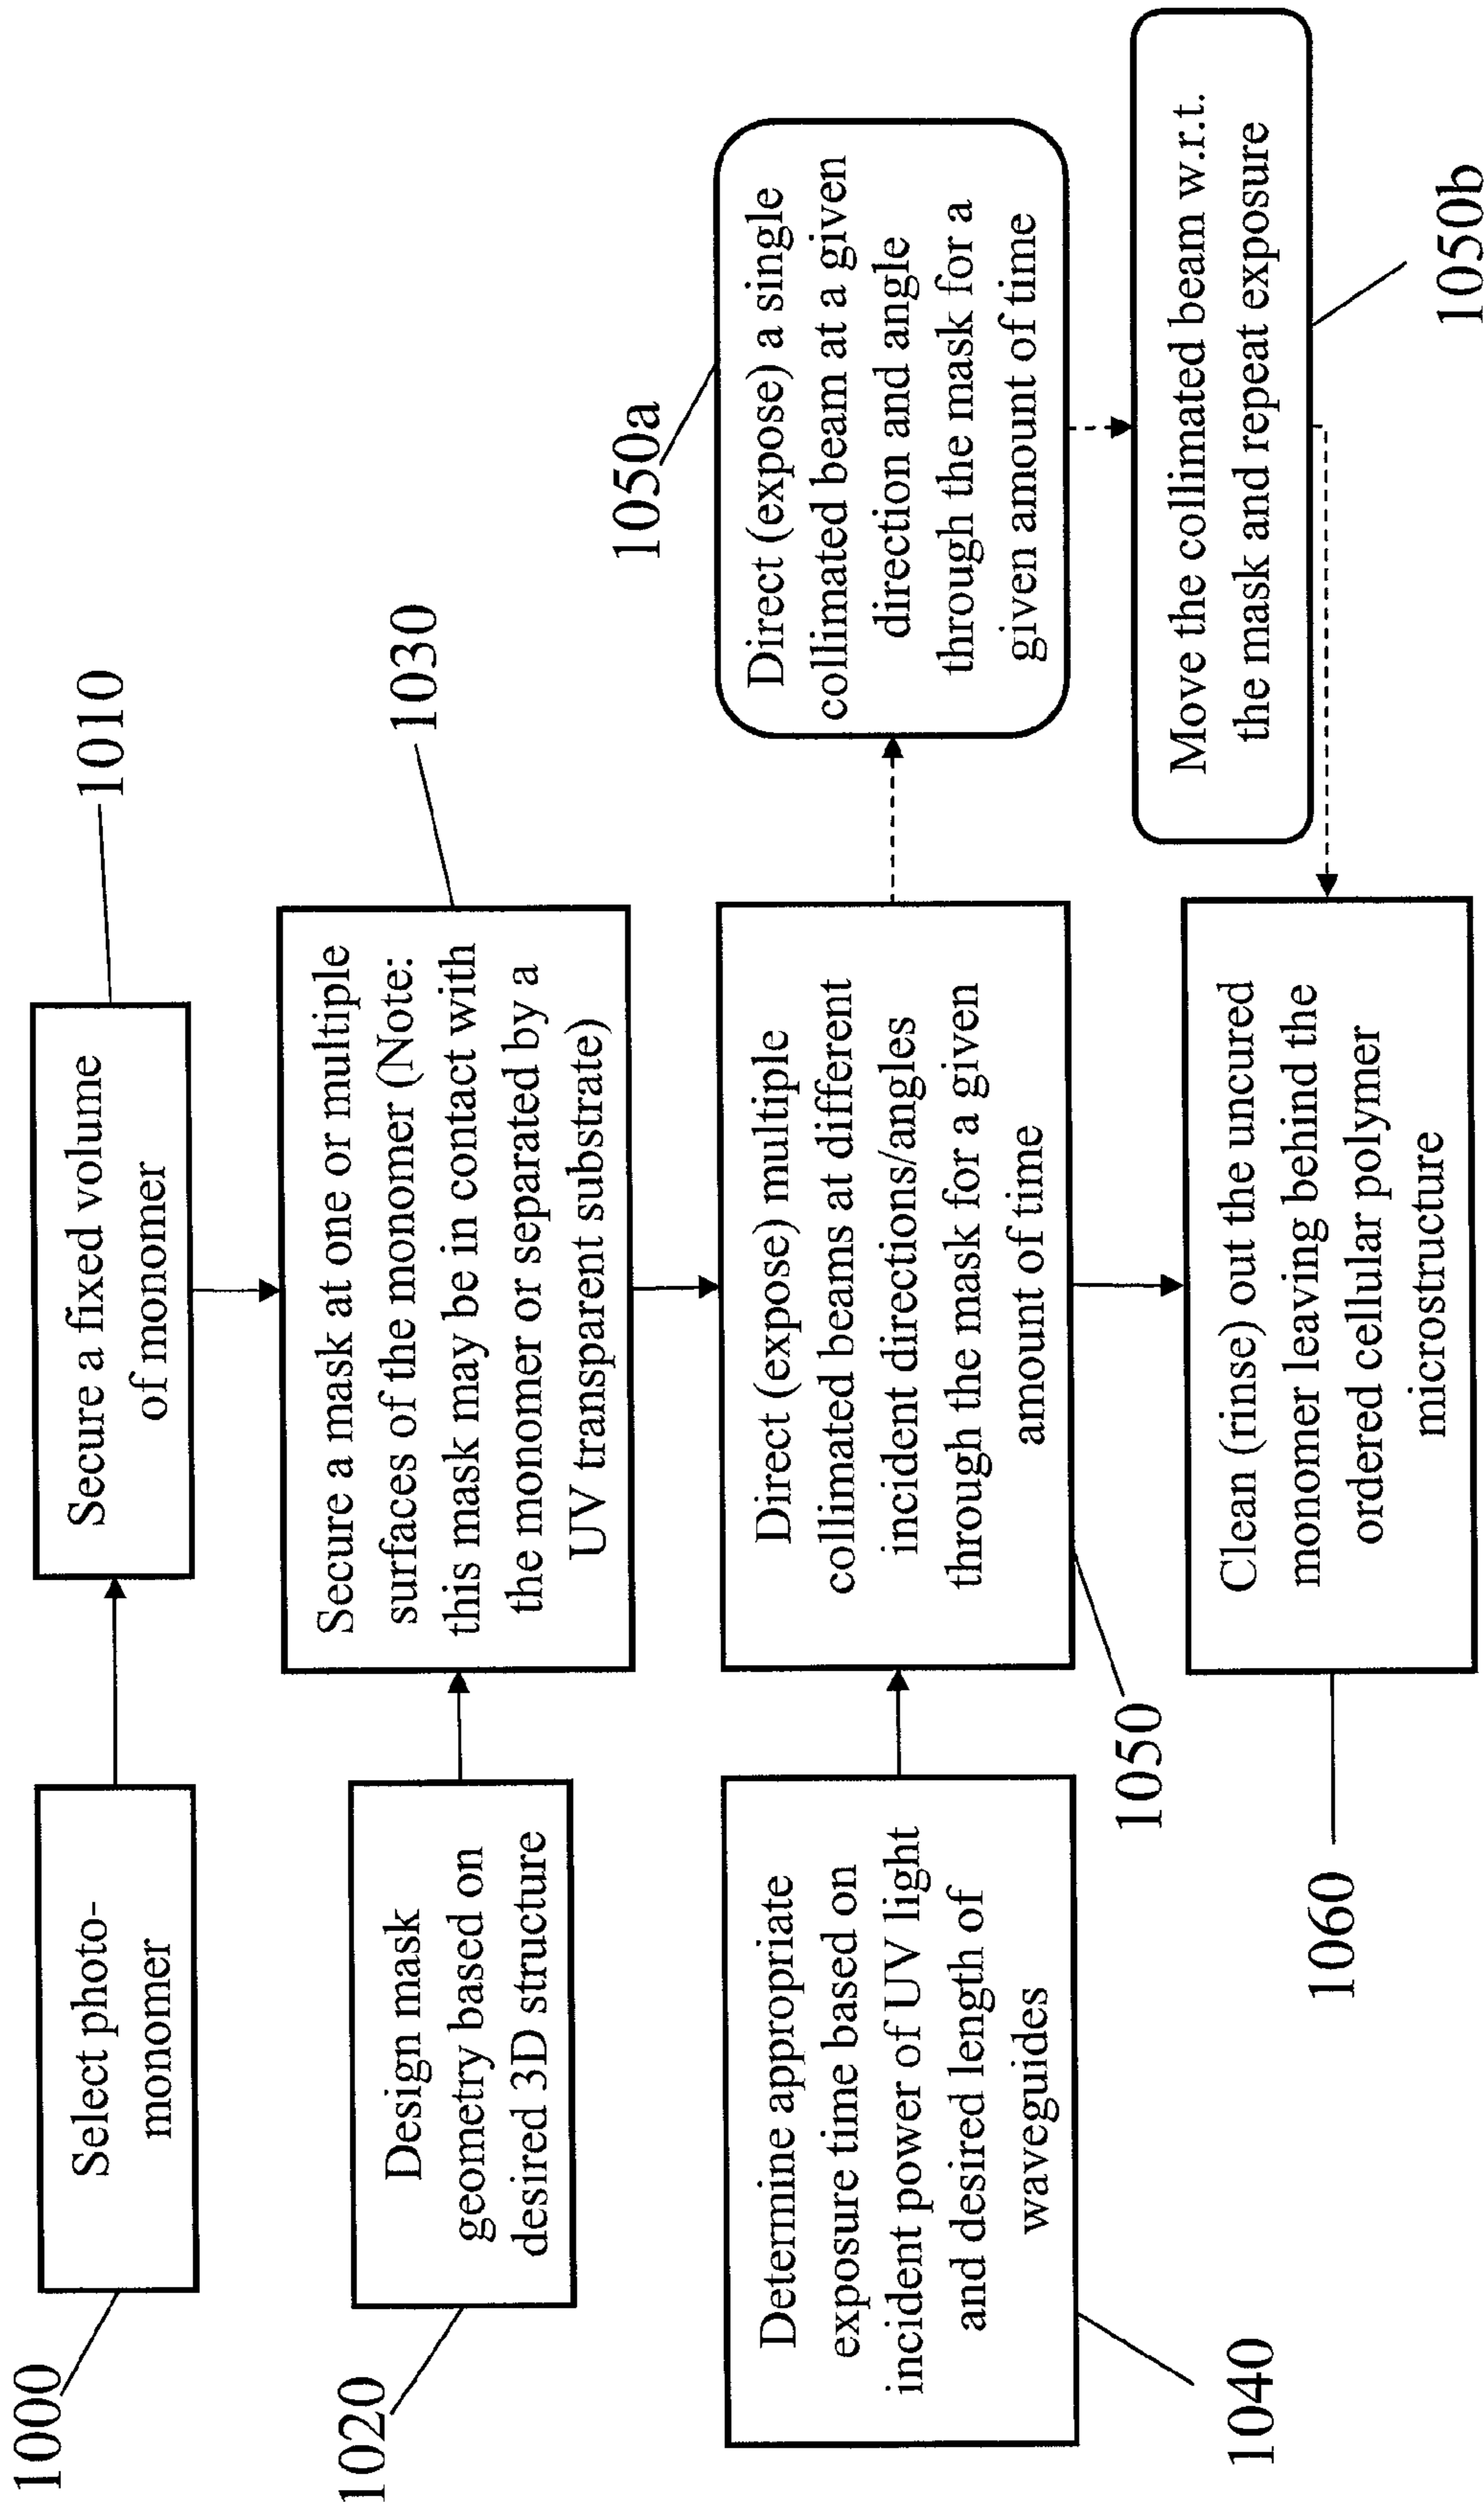 1000
Select photo-
monomer
Secure a fixed volume
of monomer
1010
1020
Design mask
geometry based on
desired 3D structure
Secure a mask at one or multiple
surfaces of the monomer (Note:
this mask may be in contact with
the monomer or separated by a
UV transparent substrate)
1030
Determine appropriate
exposure time based on
incident power of UV light
and desired length of
waveguides
1040
Direct (expose) multiple
collimated beams at different
incident directions/angles
through the mask for a given
amount of time
1050
1050a
Direct (expose) a single
collimated beam at a given
direction and angle
through the mask for a
given amount of time
Move the collimated beam w.r.t.
the mask and repeat exposure
1050b
1060
Clean (rinse) out the uncured
monomer leaving behind the
ordered cellular polymer
microstructure